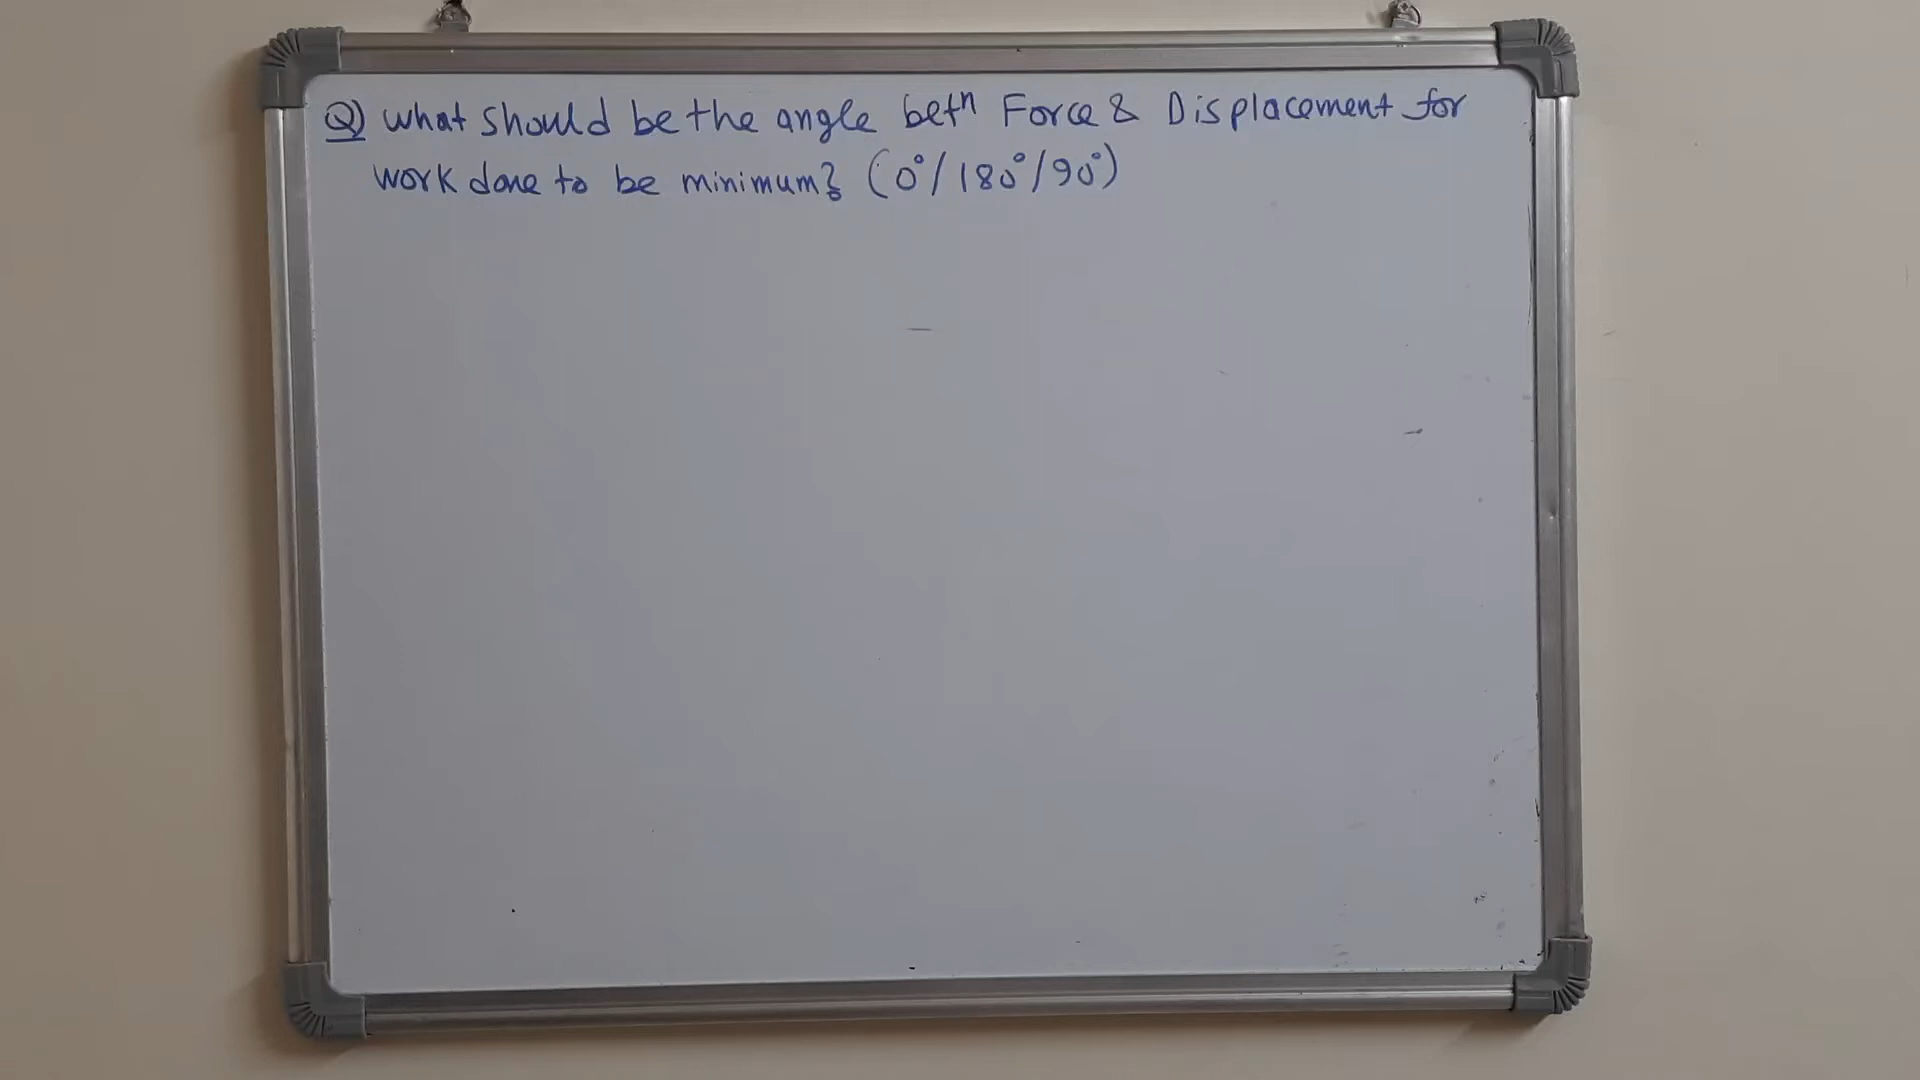 Q) what should be the angle betn Force & Displacement for
work done to be minimum? (0°/180°/90°)